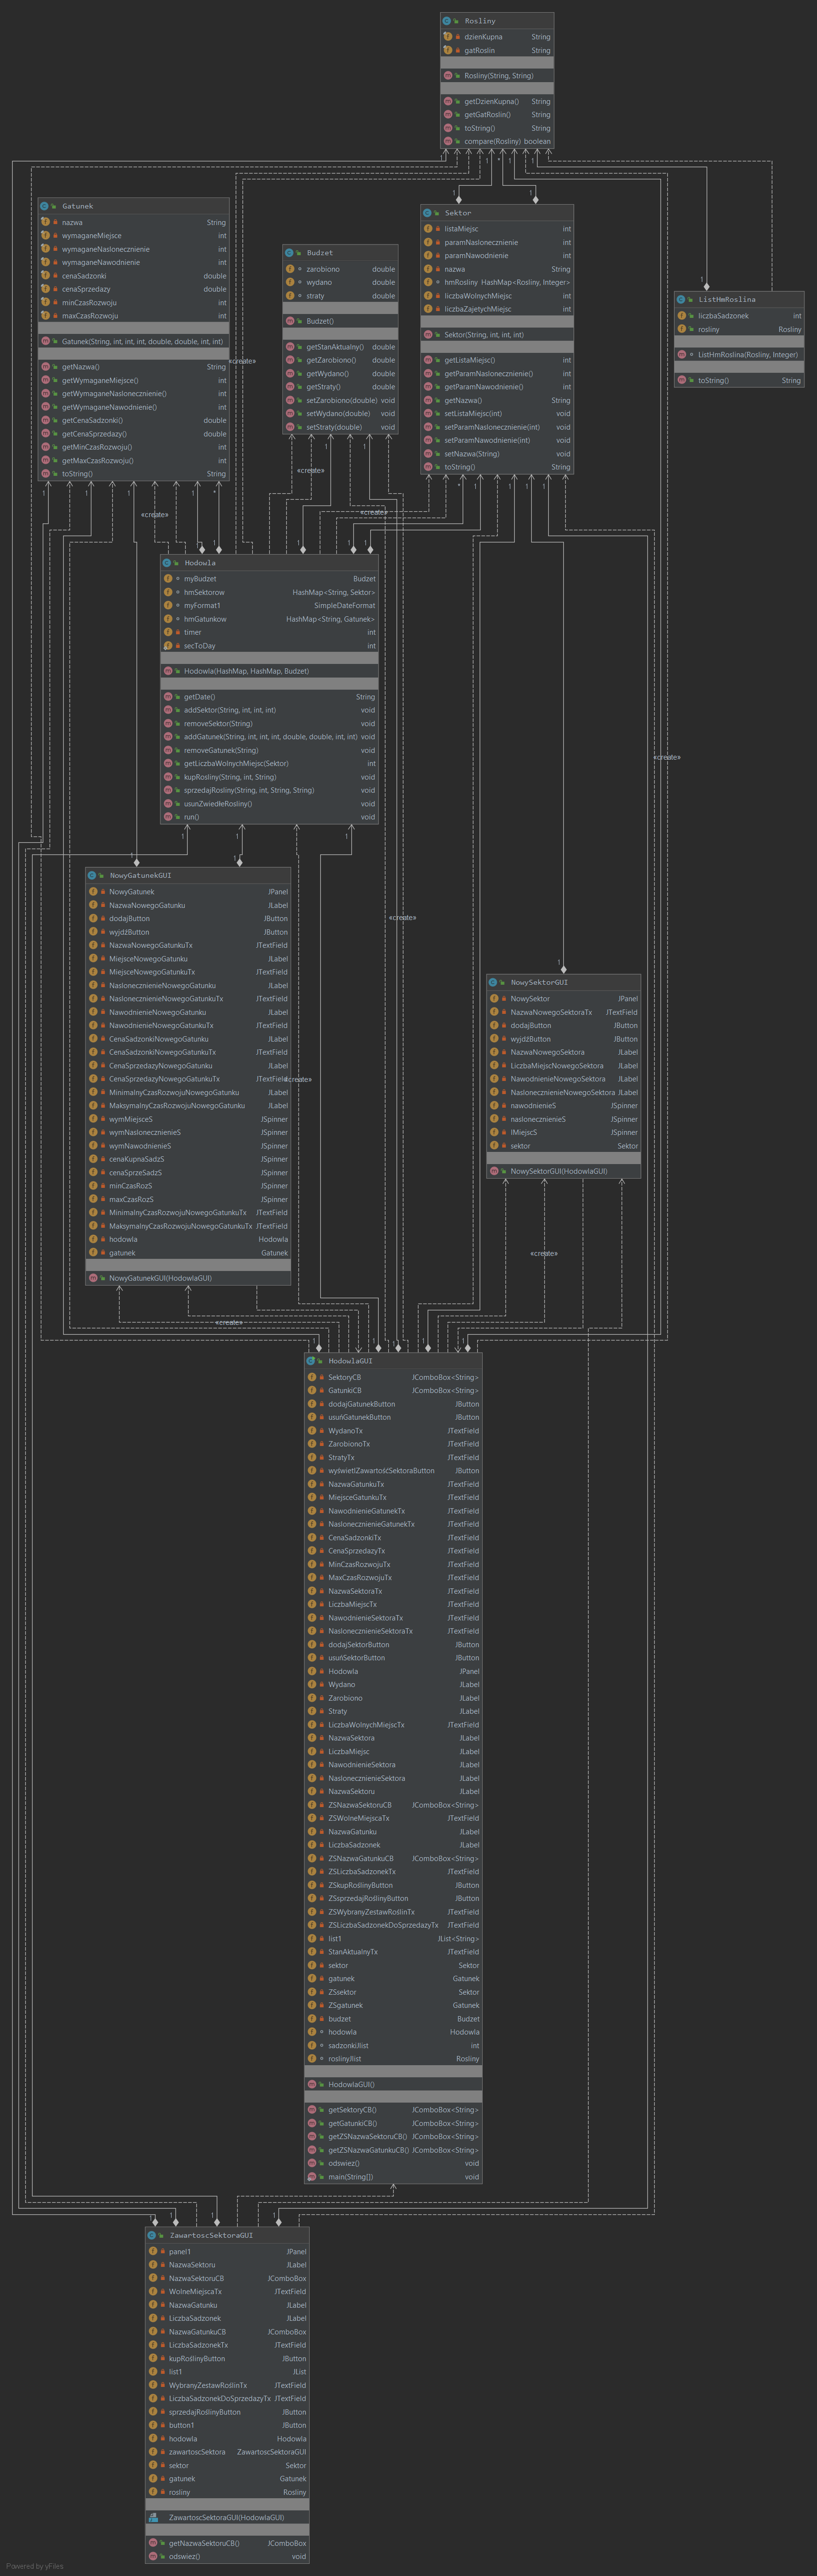 Rosliny
dzienKupna String
gatRoslin String
Rosliny(String, String)
getDzienKupna() String
getGatRoslin() String
toString() String
compare(Rosliny) boolean
1 1 * 1 1
1 1 1
Gatunek
nazwa String
wymaganeMiejsce int
wymaganeNaslonecznienie int
wymaganeNawodnienie int
cenaSadzonki double
cenaSprzedazy double
minCzasRozwoju int
maxCzasRozwoju int
Gatunek(String, int, int, int, double, double, int, int)
getNazwa() String
getWymaganeMiejsce() int
getWymaganeNaslonecznienie() int
getWymaganeNawodnienie() int
getCenaSadzonki() double
getCenaSprzedazy() double
getMinCzasRozwoju() int
getMaxCzasRozwoju() int
toString() String
«create»
Budzet
zarobiono double
wydano double
straty double
Budzet()
getStanAktualny() double
getZarobiono() double
getWydano() double
getStraty() double
setZarobiono(double) void
setWydano(double) void
setStraty(double) void
Sektor
listaMiejsc int
paramNaslonecznienie int
paramNawodnienie int
nazwa String
hmRosliny HashMap<Rosliny, Integer>
liczbaWolnychMiejsc int
liczbaZajetychMiejsc int
Sektor(String, int, int, int)
getListaMiejsc() int
getParamNaslonecznienie() int
getParamNawodnienie() int
getNazwa() String
setListaMiejsc(int) void
setParamNaslonecznienie(int) void
setParamNawodnienie(int) void
setNazwa(String) void
toString() String
ListHmRoslina
liczbaSadzonek int
rosliny Rosliny
ListHmRoslina(Rosliny, Integer)
toString() String
«create»
«create»
«create»
Hodowla
myBudzet Budzet
hmSektorow HashMap<String, Sektor>
myFormat1 SimpleDateFormat
hmGatunkow HashMap<String, Gatunek>
timer int
secToDay int
Hodowla(HashMap, HashMap, Budzet)
getDate() String
addSektor(String, int, int, int) void
removeSektor(String) void
addGatunek(String, int, int, int, double, double, int, int) void
removeGatunek(String) void
getLiczbaWolnychMiejsc(Sektor) int
kupRosliny(String, int, String) void
sprzedajRosliny(String, int, String, String) void
usunZwiedłeRosliny() void
run() void
«create»
NowyGatunekGUI
NowyGatunek JPanel
NazwaNowegoGatunku JLabel
dodajButton JButton
wyjdźButton JButton
NazwaNowegoGatunkuTx JTextField
MiejsceNowegoGatunku JLabel
MiejsceNowegoGatunkuTx JTextField
NaslonecznienieNowegoGatunku JLabel
NaslonecznienieNowegoGatunkuTx JTextField
NawodnienieNowegoGatunku JLabel
NawodnienieNowegoGatunkuTx JTextField
CenaSadzonkiNowegoGatunku JLabel
CenaSadzonkiNowegoGatunkuTx JTextField
CenaSprzedazyNowegoGatunku JLabel
CenaSprzedazyNowegoGatunkuTx JTextField
MinimalnyCzasRozwojuNowegoGatunku JLabel
MaksymalnyCzasRozwojuNowegoGatunku JLabel
wymMiejsceS JSpinner
wymNaslonecznienieS JSpinner
wymNawodnienieS JSpinner
cenaKupnaSadzS JSpinner
cenaSprzeSadzS JSpinner
minCzasRozS JSpinner
maxCzasRozS JSpinner
MinimalnyCzasRozwojuNowegoGatunkuTx JTextField
MaksymalnyCzasRozwojuNowegoGatunkuTx JTextField
hodowla Hodowla
gatunek Gatunek
NowyGatunekGUI(HodowlaGUI)
«create»
«create»
NowySektorGUI
NowySektor JPanel
NazwaNowegoSektoraTx JTextField
dodajButton JButton
wyjdźButton JButton
NazwaNowegoSektora JLabel
LiczbaMiejscNowegoSektora JLabel
NawodnienieNowegoSektora JLabel
NaslonecznienieNowegoSektora JLabel
nawodnienieS JSpinner
naslonecznienieS JSpinner
lMiejscS JSpinner
sektor Sektor
NowySektorGUI(HodowlaGUI)
«create»
«create»
HodowlaGUI
SektoryCB JComboBox<String>
GatunkiCB JComboBox<String>
dodajGatunekButton JButton
usuńGatunekButton JButton
WydanoTx JTextField
ZarobionoTx JTextField
StratyTx JTextField
wyświetlZawartośćSektoraButton JButton
NazwaGatunkuTx JTextField
MiejsceGatunkuTx JTextField
NawodnienieGatunekTx JTextField
NaslonecznienieGatunekTx JTextField
CenaSadzonkiTx JTextField
CenaSprzedazyTx JTextField
MinCzasRozwojuTx JTextField
MaxCzasRozwojuTx JTextField
NazwaSektoraTx JTextField
LiczbaMiejscTx JTextField
NawodnienieSektoraTx JTextField
NaslonecznienieSektoraTx JTextField
dodajSektorButton JButton
usuńSektorButton JButton
Hodowla JPanel
Wydano JLabel
Zarobiono JLabel
Straty JLabel
LiczbaWolnychMiejscTx JTextField
NazwaSektora JLabel
LiczbaMiejsc JLabel
NawodnienieSektora JLabel
NaslonecznienieSektora JLabel
NazwaSektoru JLabel
ZSNazwaSektoruCB JComboBox<String>
ZSWolneMiejscaTx JTextField
NazwaGatunku JLabel
LiczbaSadzonek JLabel
ZSNazwaGatunkuCB JComboBox<String>
ZSLiczbaSadzonekTx JTextField
ZSkupRoślinyButton JButton
ZSsprzedajRoślinyButton JButton
ZSWybranyZestawRoślinTx JTextField
ZSLiczbaSadzonekDoSprzedazyTx JTextField
list1 JList<String>
StanAktualnyTx JTextField
sektor Sektor
gatunek Gatunek
ZSsektor Sektor
ZSgatunek Gatunek
budzet Budzet
hodowla Hodowla
sadzonkiJlist int
roslinyJlist Rosliny
HodowlaGUI()
getSektoryCB() JComboBox<String>
getGatunkiCB() JComboBox<String>
getZSNazwaSektoruCB() JComboBox<String>
getZSNazwaGatunkuCB() JComboBox<String>
odswiez() void
main(String[]) void
ZawartoscSektoraGUI
panel1 JPanel
NazwaSektoru JLabel
NazwaSektoruCB JComboBox
WolneMiejscaTx JTextField
NazwaGatunku JLabel
LiczbaSadzonek JLabel
NazwaGatunkuCB JComboBox
LiczbaSadzonekTx JTextField
kupRoślinyButton JButton
list1 JList
WybranyZestawRoślinTx JTextField
LiczbaSadzonekDoSprzedazyTx JTextField
sprzedajRoślinyButton JButton
button1 JButton
hodowla Hodowla
zawartoscSektora ZawartoscSektoraGUI
sektor Sektor
gatunek Gatunek
rosliny Rosliny
ZawartoscSektoraGUI(HodowlaGUI)
getNazwaSektoruCB() JComboBox
odswiez() void
Powered by yFiles